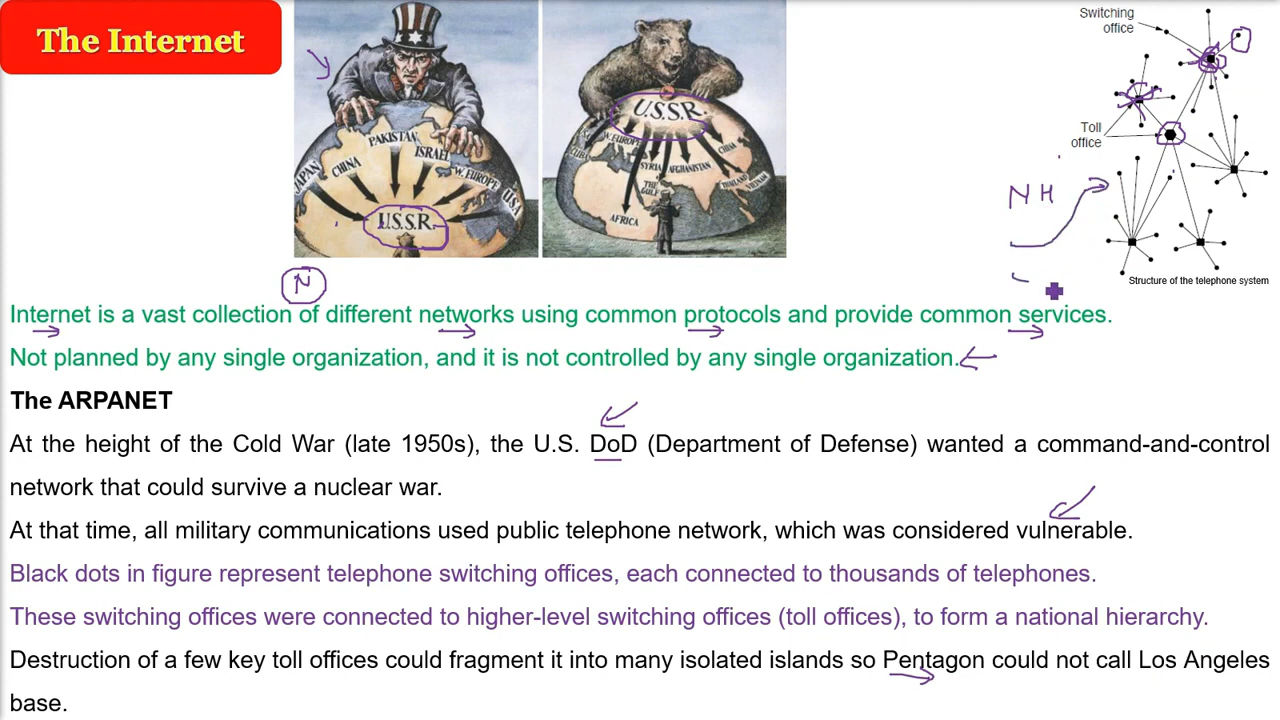 The Internet
JAPAN
CHINA
PAKISTAN
ISRAEL
W. EUROPE
USA
U.S.S.R.
U.S.S.R.
CUBA
W. EUROPE
SYRIA
AFGHANISTAN
CHINA
THAILAND
VIETNAM
THE GULF
AFRICA
Switching office
Toll office
NH
Structure of the telephone system
N
Internet is a vast collection of different networks using common protocols and provide common services.
Not planned by any single organization, and it is not controlled by any single organization.
The ARPANET
At the height of the Cold War (late 1950s), the U.S. DoD (Department of Defense) wanted a command-and-control
network that could survive a nuclear war.
At that time, all military communications used public telephone network, which was considered vulnerable.
Black dots in figure represent telephone switching offices, each connected to thousands of telephones.
These switching offices were connected to higher-level switching offices (toll offices), to form a national hierarchy.
Destruction of a few key toll offices could fragment it into many isolated islands so Pentagon could not call Los Angeles
base.